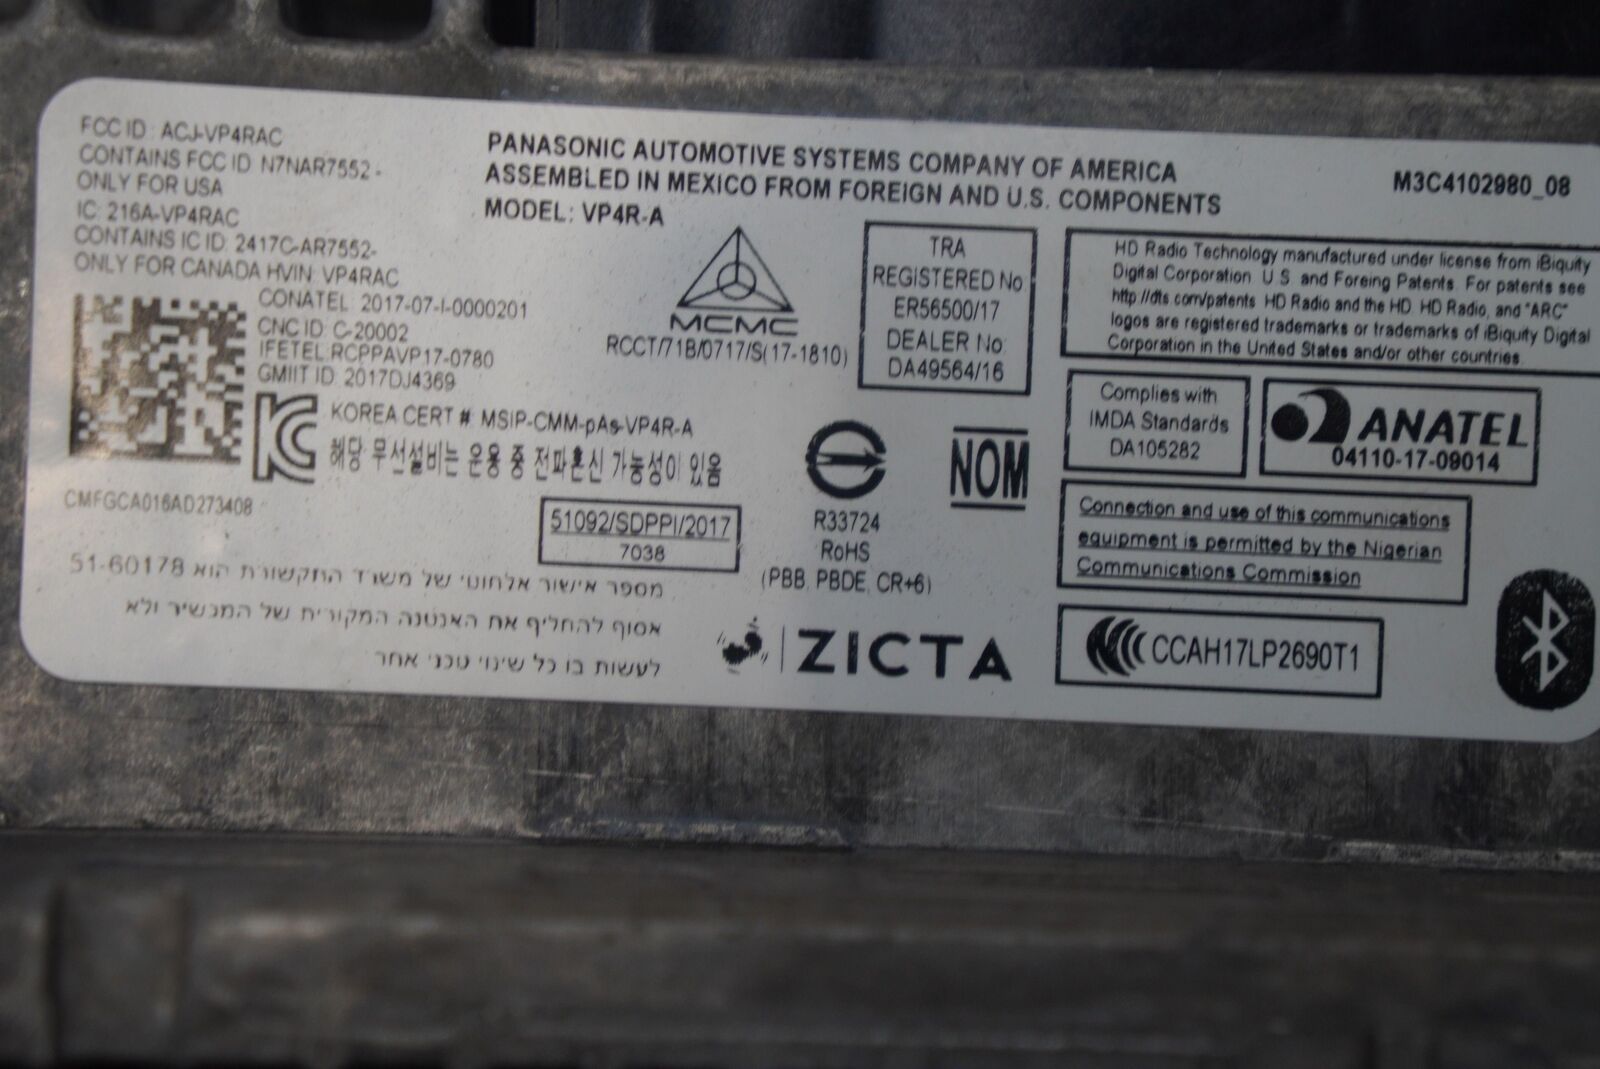 FCC ID: ACJ-VP4RAC
CONTAINS FCC ID N7NAR7552 -
ONLY FOR USA
IC: 216A-VP4RAC
CONTAINS IC ID: 2417C-AR7552-
ONLY FOR CANADA HVIN: VP4RAC
CONATEL: 2017-07-I-0000201
CNC ID: C-20002
IFETEL:RCPPAVP17-0780
GMIIT ID: 2017DJ4369
KOREA CERT #: MSIP-CMM-pAs-VP4R-A
해당 무선설비는 운용 중 전파혼신 가능성이 있음
CMFGCA016AD273408
PANASONIC AUTOMOTIVE SYSTEMS COMPANY OF AMERICA
ASSEMBLED IN MEXICO FROM FOREIGN AND U.S. COMPONENTS
MODEL: VP4R-A
M3C4102980_08
MCMC
RCCT/71B/0717/S(17-1810)
TRA
REGISTERED No:
ER56500/17
DEALER No:
DA49564/16
HD Radio Technology manufactured under license from iBiquity
Digital Corporation. U.S. and Foreing Patents. For patents see
http://dts.com/patents. HD Radio and the HD, HD Radio, and "ARC"
logos are registered trademarks or trademarks of iBiquity Digital
Corporation in the United States and/or other countries.
Complies with
IMDA Standards
DA105282
ANATEL
04110-17-09014
NOM
R33724
RoHS
(PBB, PBDE, CR+6)
51092/SDPPI/2017
7038
Connection and use of this communications
equipment is permitted by the Nigerian
Communications Commission
מספר אישור אלחוטי של משרד התקשורת הוא 51-60178
אסור להחליף את האנטנה המקורית של המכשיר ולא
לעשות בו כל שינוי טכני אחר
ZICTA
CCAH17LP2690T1